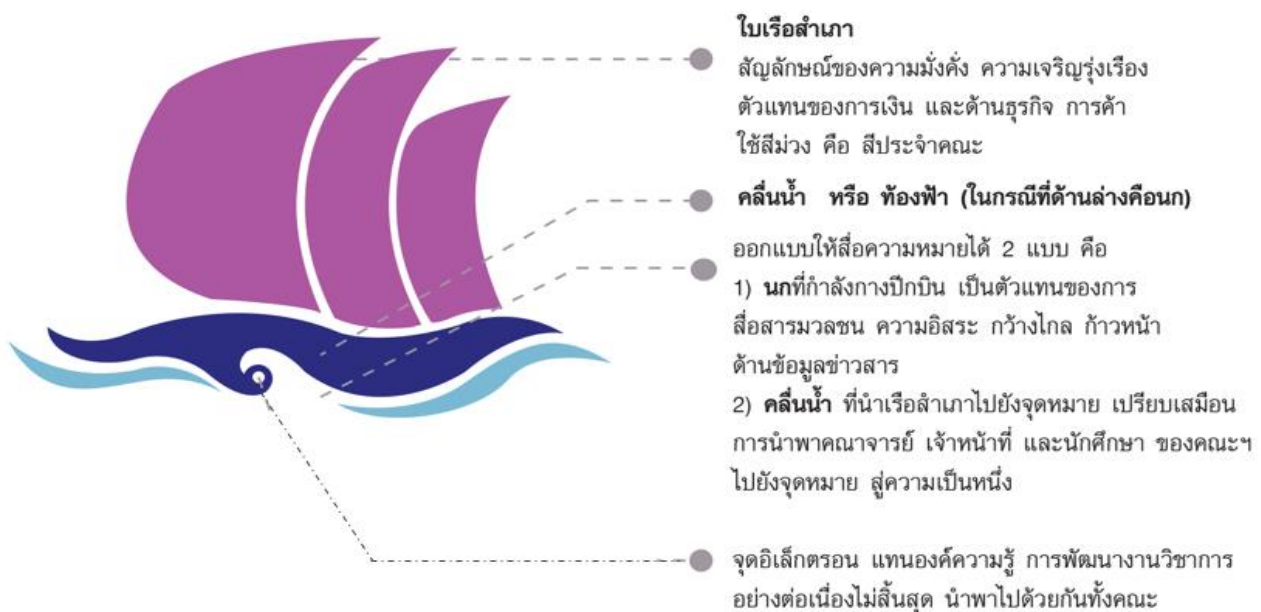 ใบเรือสำเภา
สัญลักษณ์ของความมั่งคั่ง ความเจริญรุ่งเรือง
ตัวแทนของการเงิน และด้านธุรกิจ การค้า
ใช้สีม่วง คือ สีประจำคณะ
คลื่นน้ำ หรือ ท้องฟ้า (ในกรณีที่ด้านล่างคือนก)
ออกแบบให้สื่อความหมายได้ 2 แบบ คือ
1) นกที่กำลังกางปีกบิน เป็นตัวแทนของการ
สื่อสารมวลชน ความอิสระ กว้างไกล ก้าวหน้า
ด้านข้อมูลข่าวสาร
2) คลื่นน้ำ ที่นำเรือสำเภาไปยังจุดหมาย เปรียบเสมือน
การนำพาคณาจารย์ เจ้าหน้าที่ และนักศึกษา ของคณะฯ
ไปยังจุดหมาย สู่ความเป็นหนึ่ง
จุดอิเล็กตรอน แทนองค์ความรู้ การพัฒนางานวิชาการ
อย่างต่อเนื่องไม่สิ้นสุด นำพาไปด้วยกันทั้งคณะ